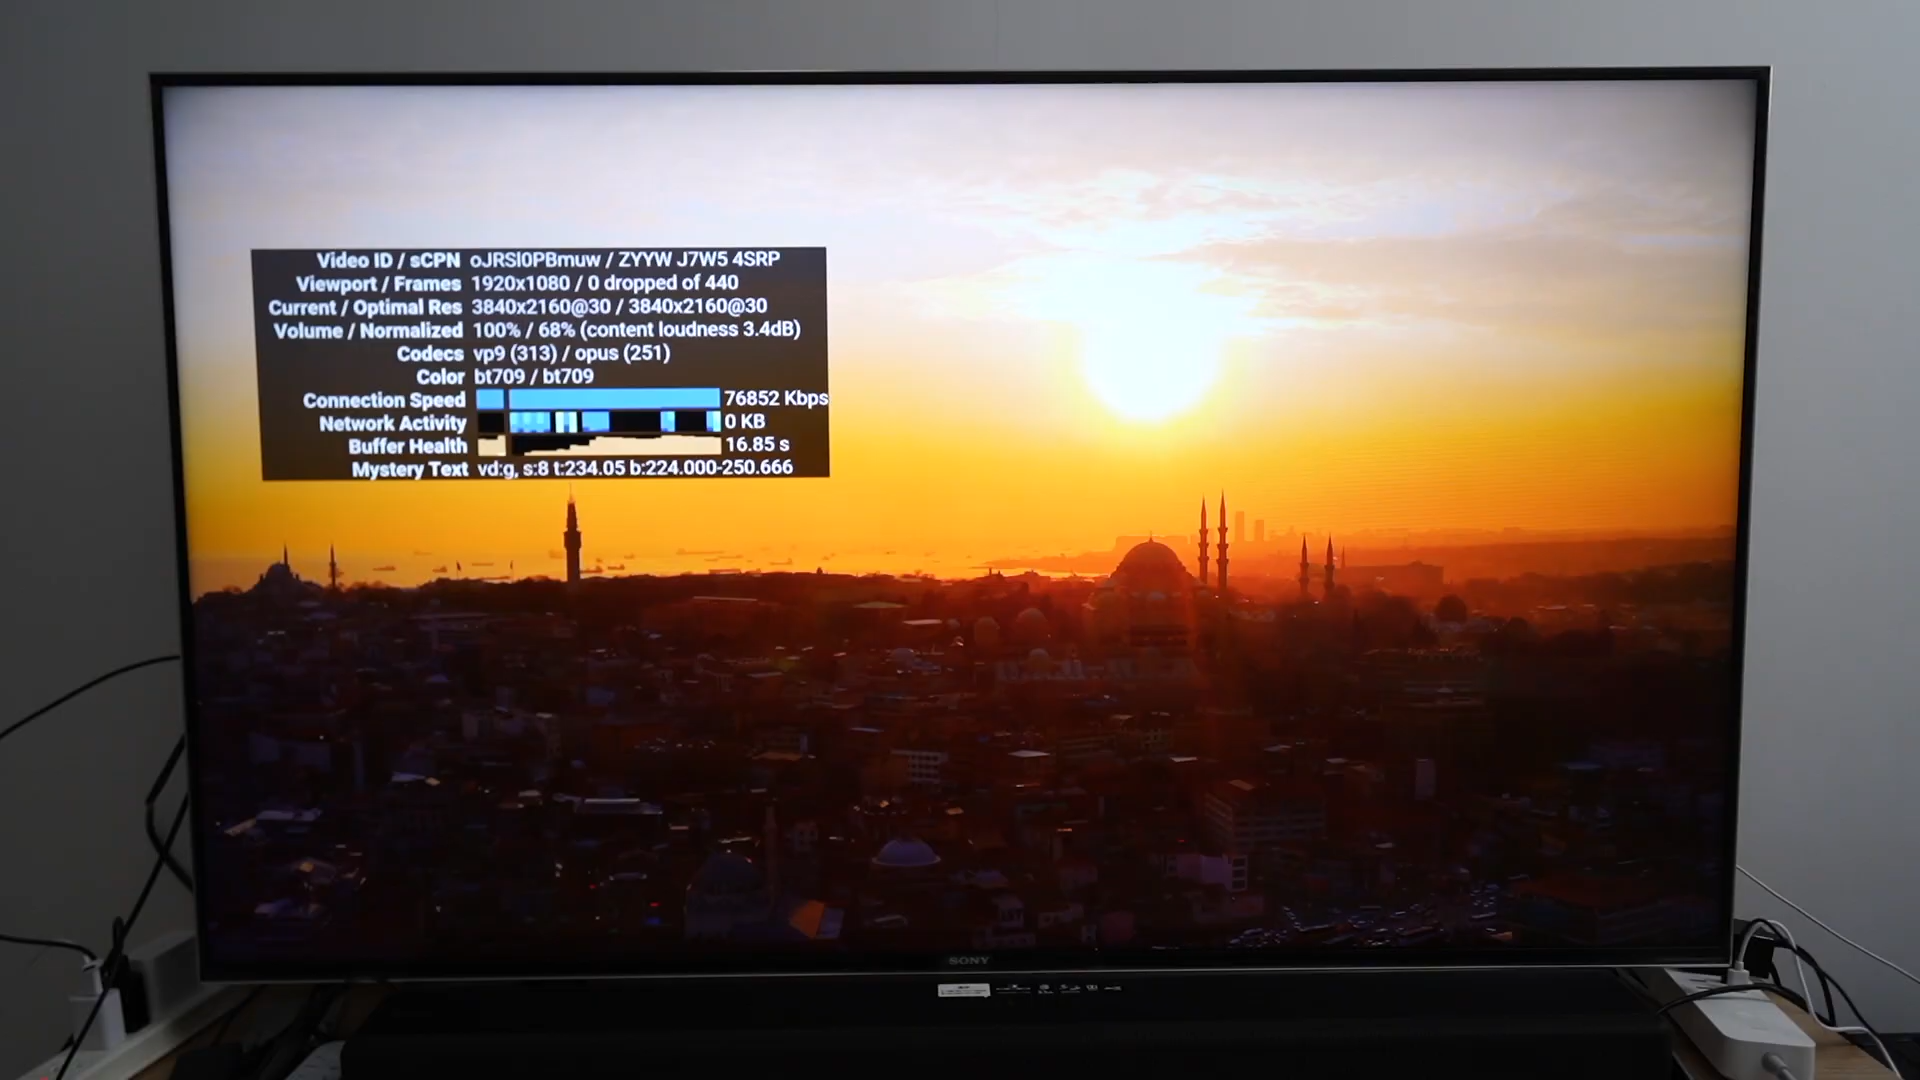 Video ID / sCPN oJRSl0PBmuw / ZYYW J7W5 4SRP
Viewport / Frames 1920x1080 / 0 dropped of 440
Current / Optimal Res 3840x2160@30 / 3840x2160@30
Volume / Normalized 100% / 68% (content loudness 3.4dB)
Codecs vp9 (313) / opus (251)
Color bt709 / bt709
Connection Speed 76852 Kbps
Network Activity 0 KB
Buffer Health 16.85 s
Mystery Text vd:g, s:8 t:234.05 b:224.000-250.666
SONY